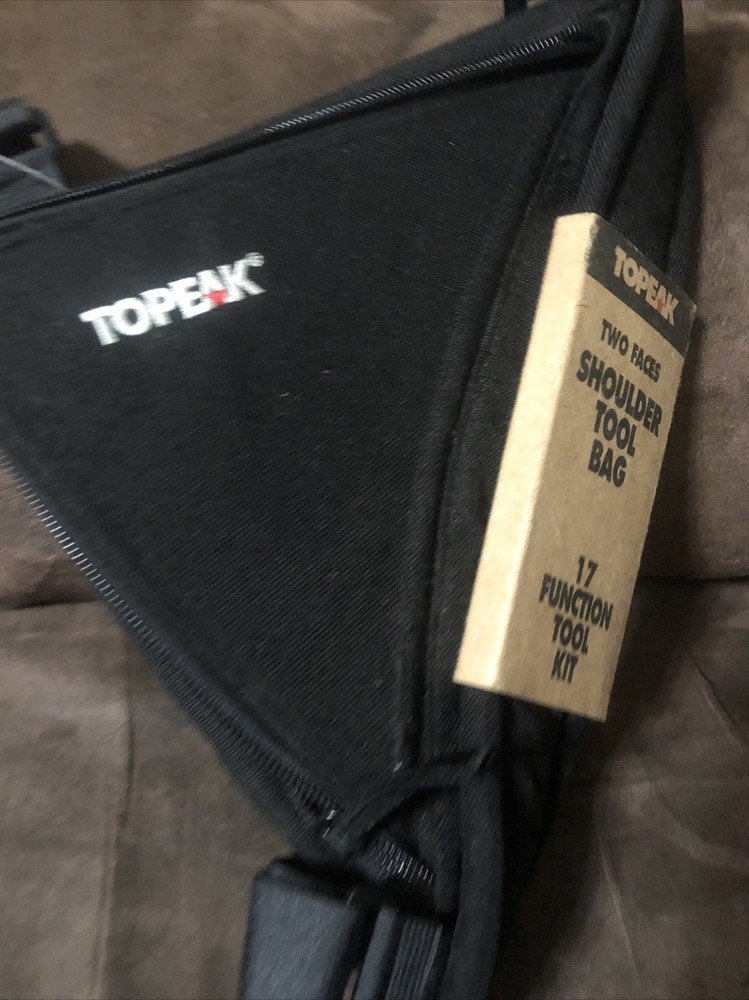 TOPEAK®
TOPEAK
TWO FACES
SHOULDER
TOOL
BAG
17
FUNCTION
TOOL
KIT